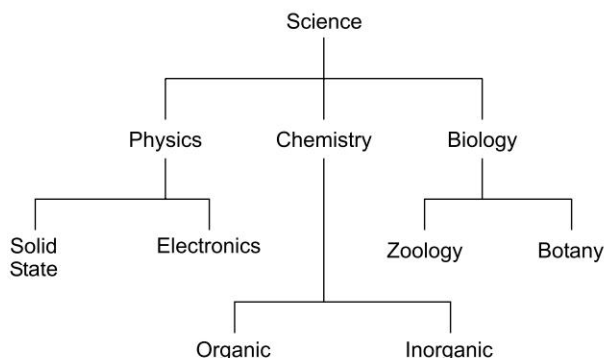 Science
Physics
Chemistry
Biology
Solid
State
Electronics
Zoology
Botany
Organic
Inorganic